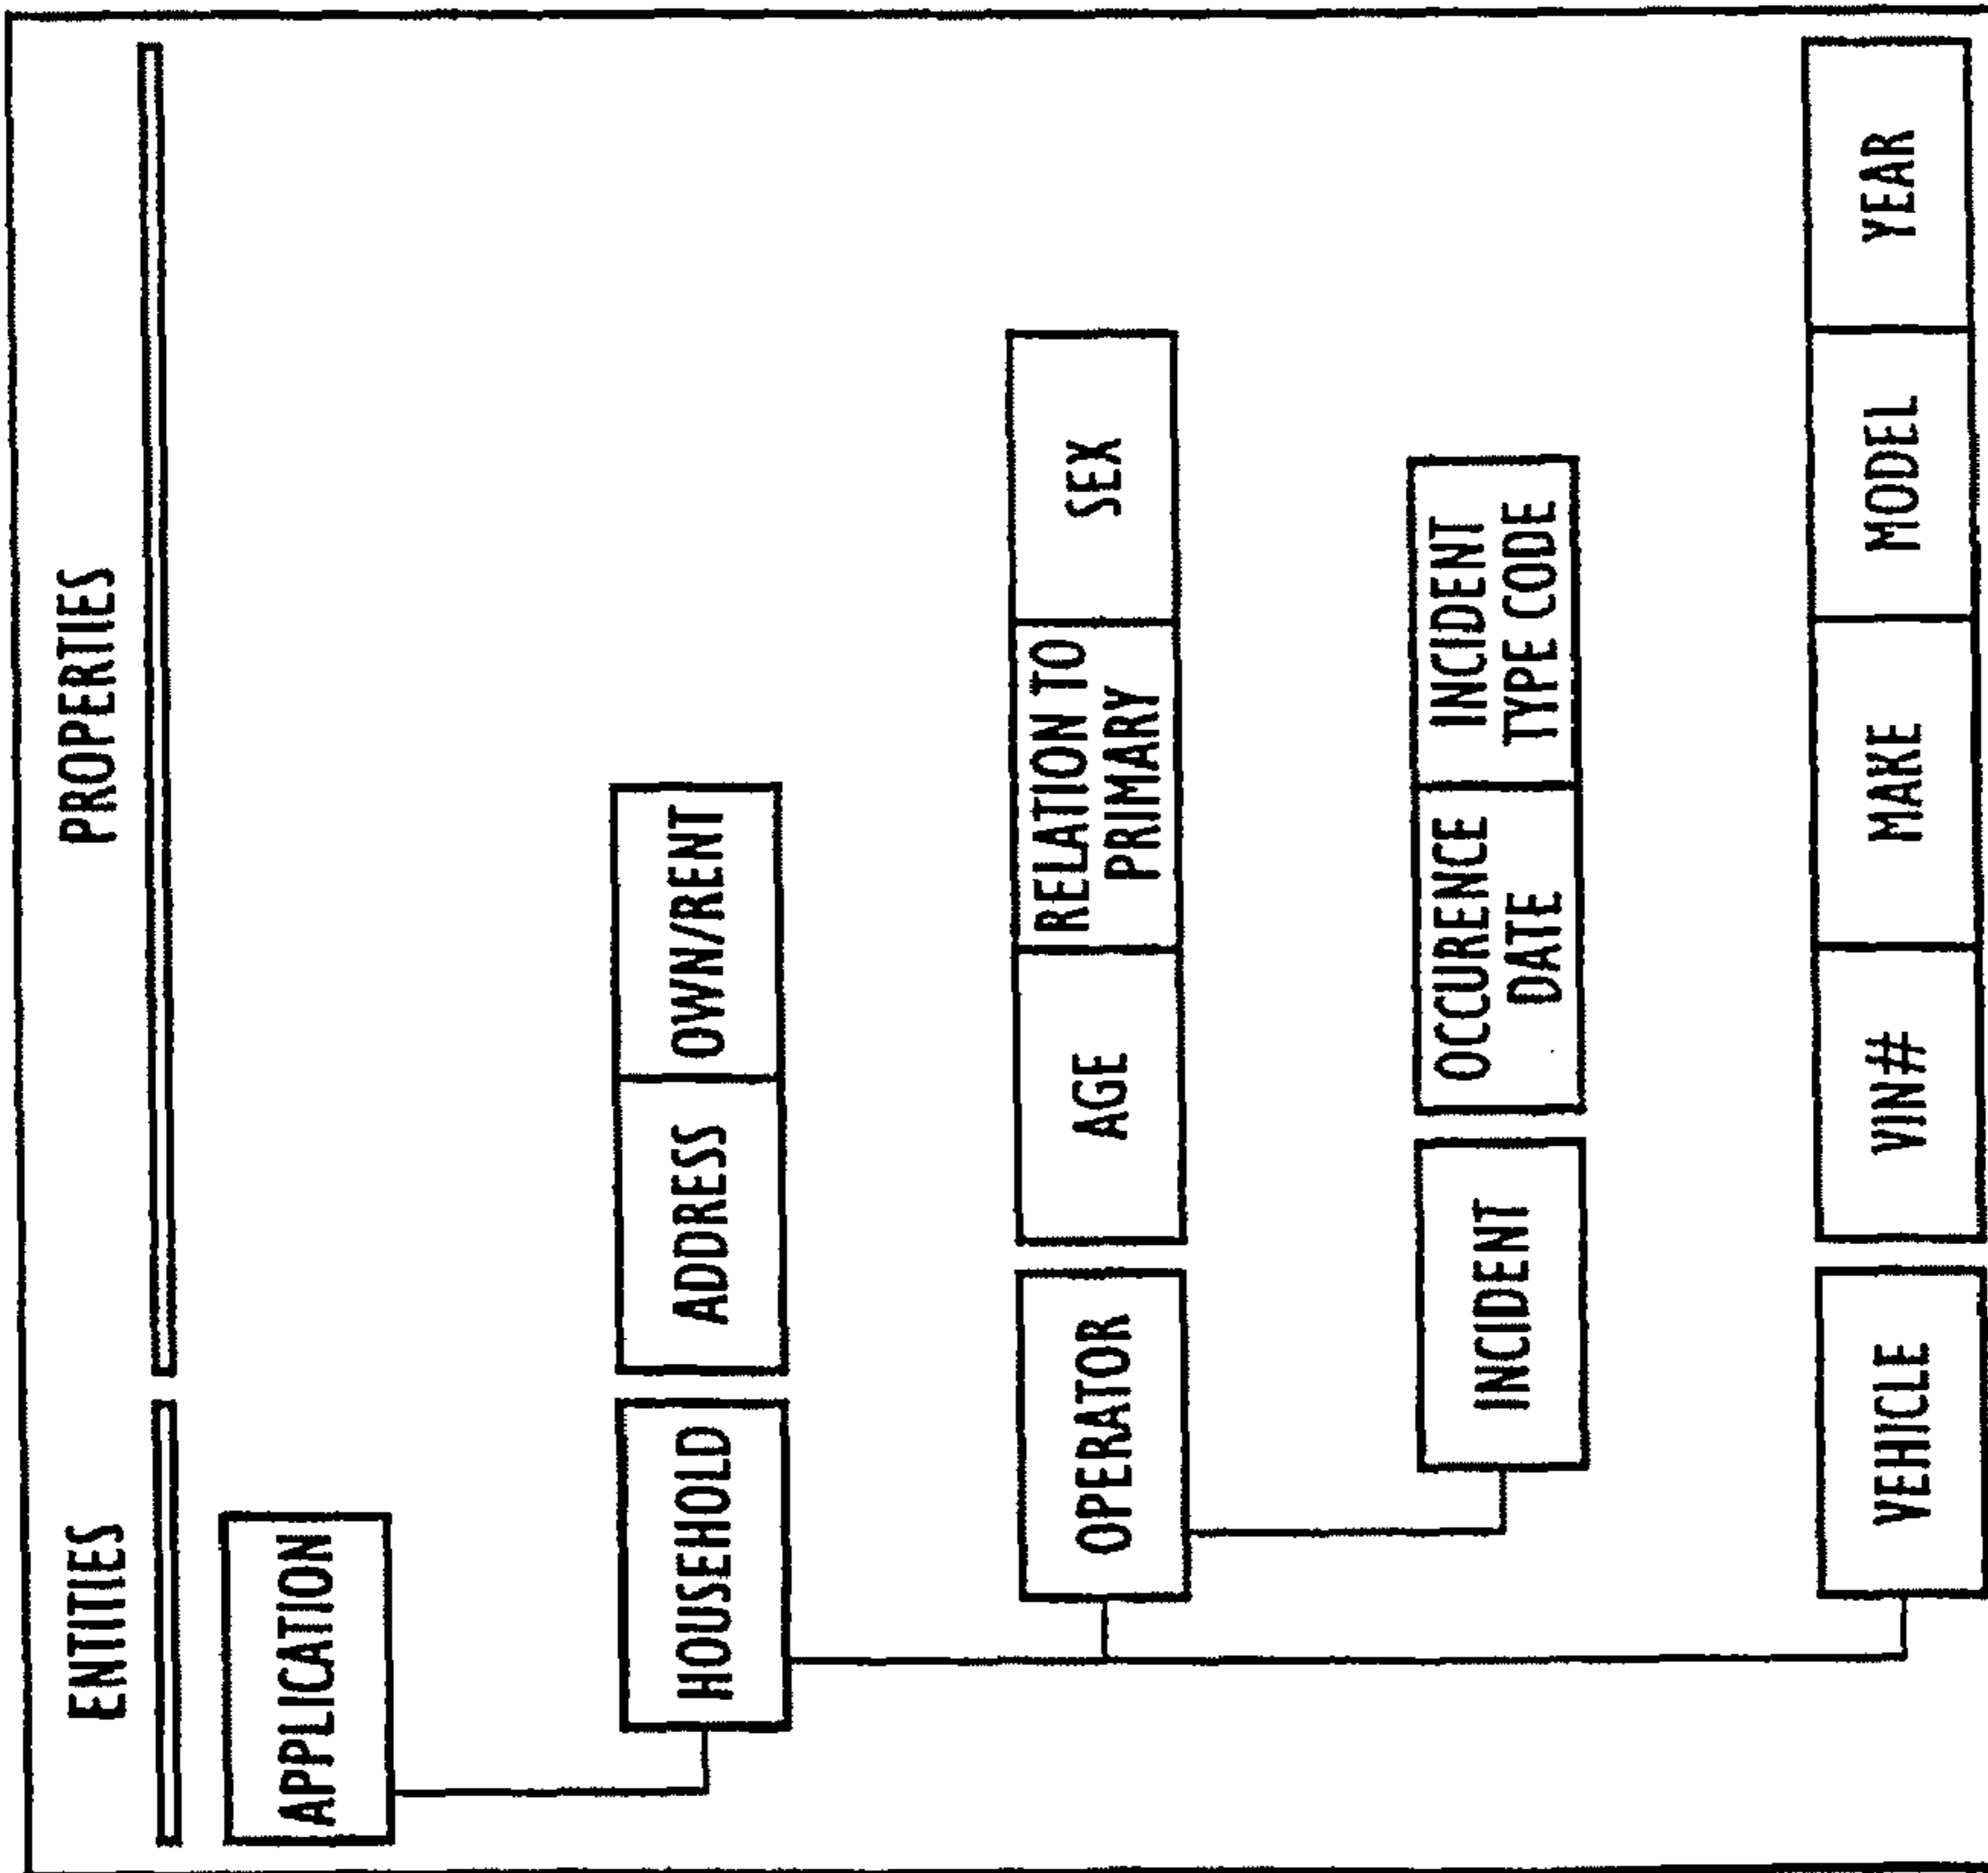 ENTITIES
PROPERTIES
APPLICATION
HOUSEHOLD
ADDRESS
OWN/RENT
OPERATOR
AGE
RELATION TO
PRIMARY
SEX
INCIDENT
OCCURENCE
DATE
INCIDENT
TYPE CODE
VEHICLE
VIN#
MAKE
MODEL
YEAR